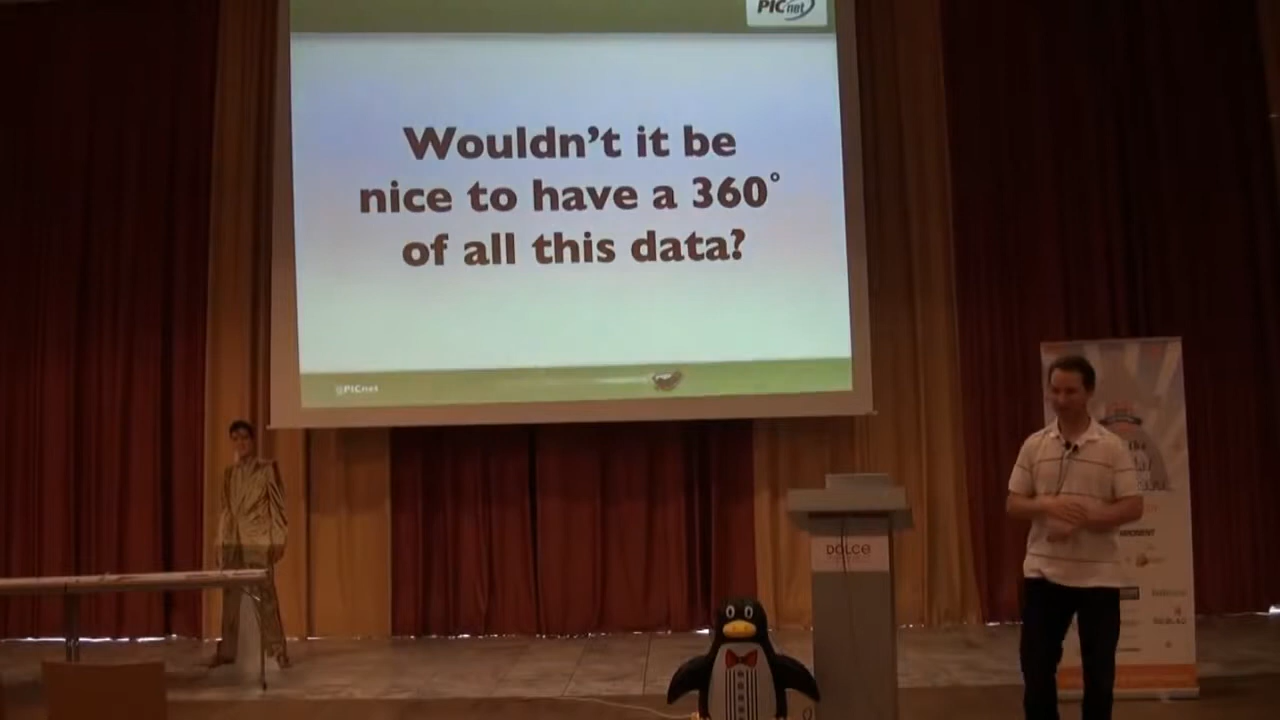 PICnet
Wouldn't it be
nice to have a 360°
of all this data?
@PICnet
DOLCE